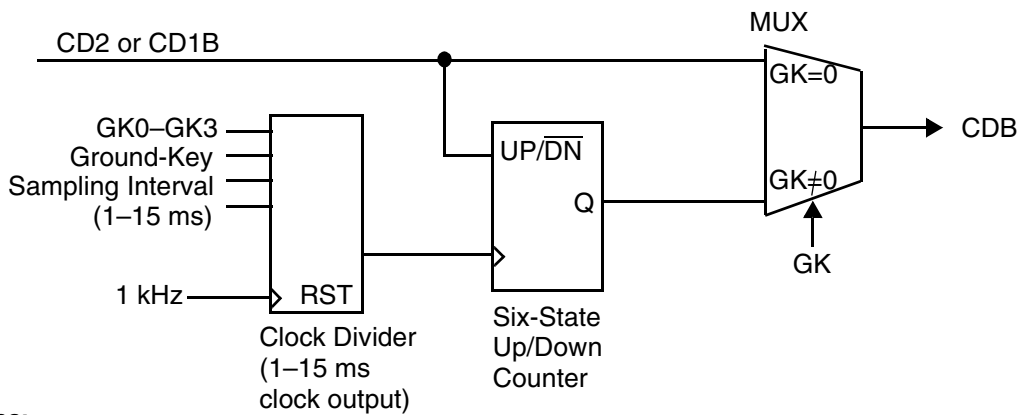 MUX
CD2 or CD1B
GK=0
GK0–GK3
Ground-Key
Sampling Interval
(1–15 ms)
UP/DN
CDB
GK≠0
Q
GK
1 kHz
RST
Clock Divider
(1–15 ms
clock output)
Six-State
Up/Down
Counter